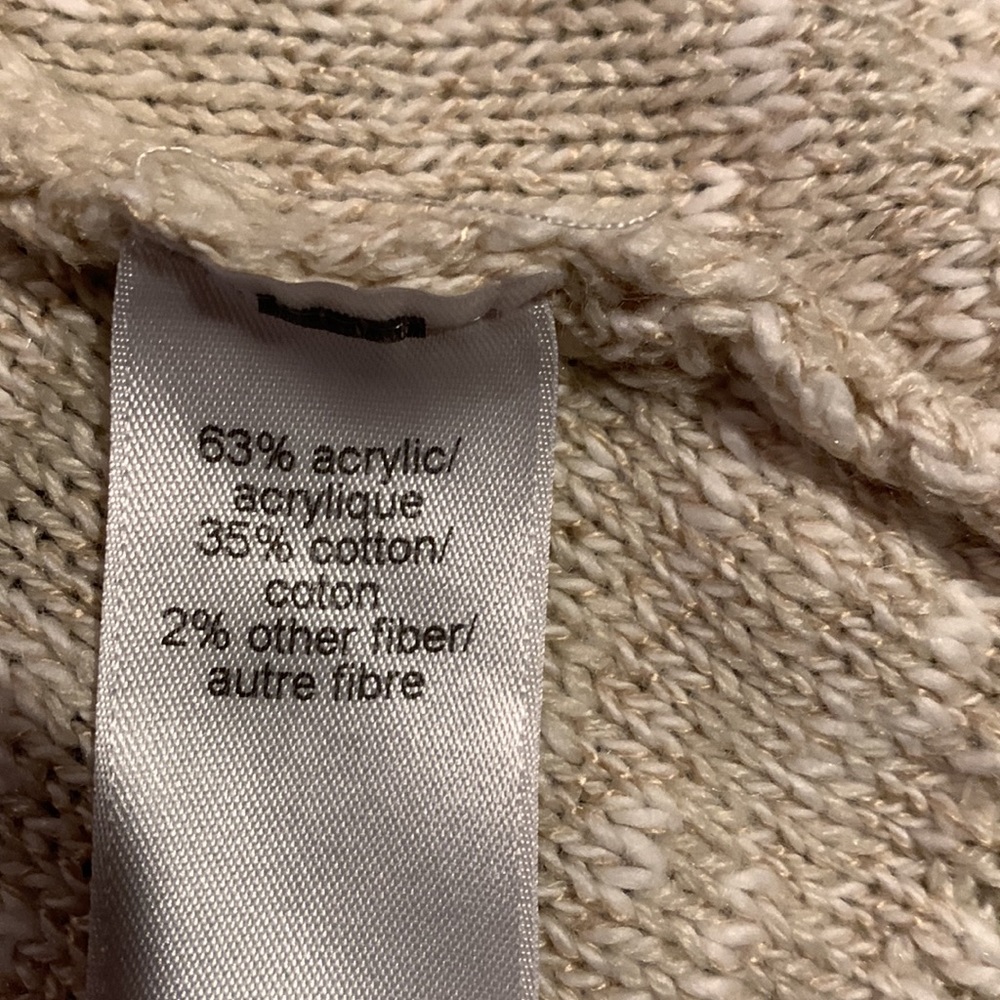 63% acrylic/
acrylique
35% cotton/
coton
2% other fiber/
autre fibre